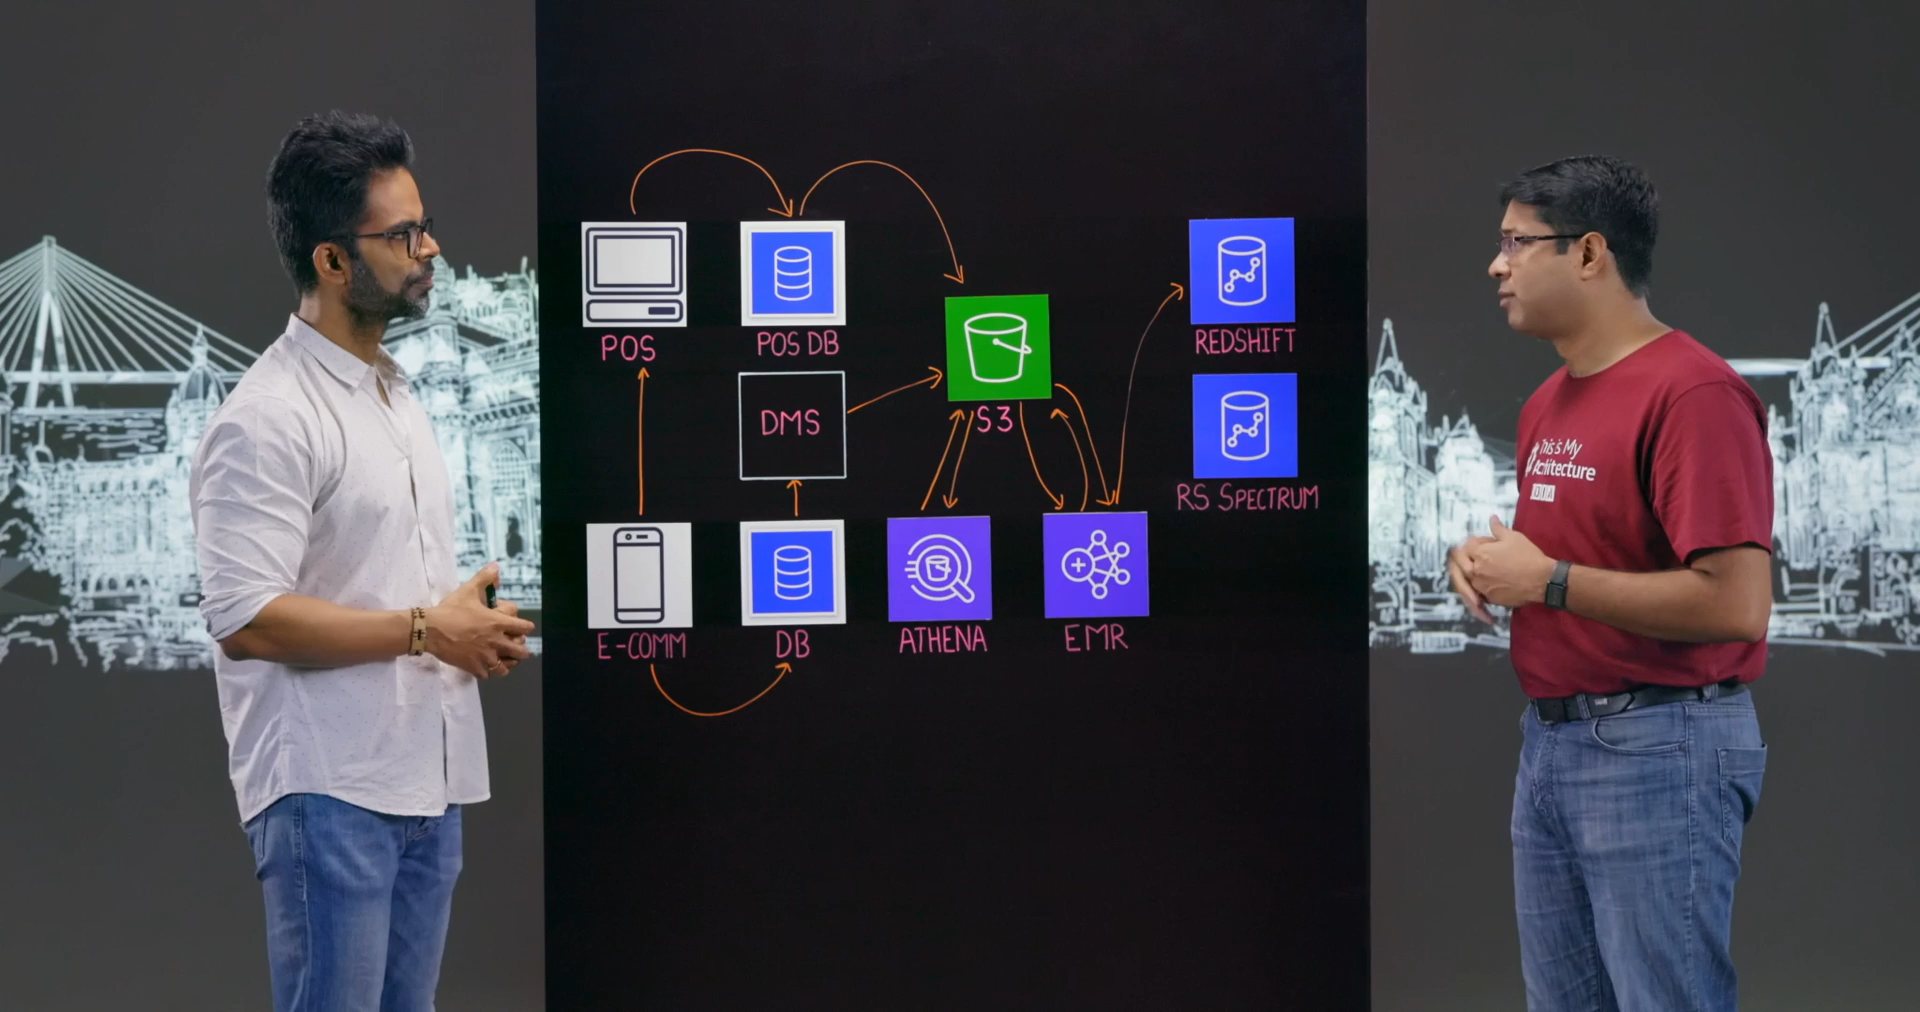 POS
POS DB
REDSHIFT
DMS
S3
RS SPECTRUM
E-COMM
DB
ATHENA
EMR
This is My
Architecture